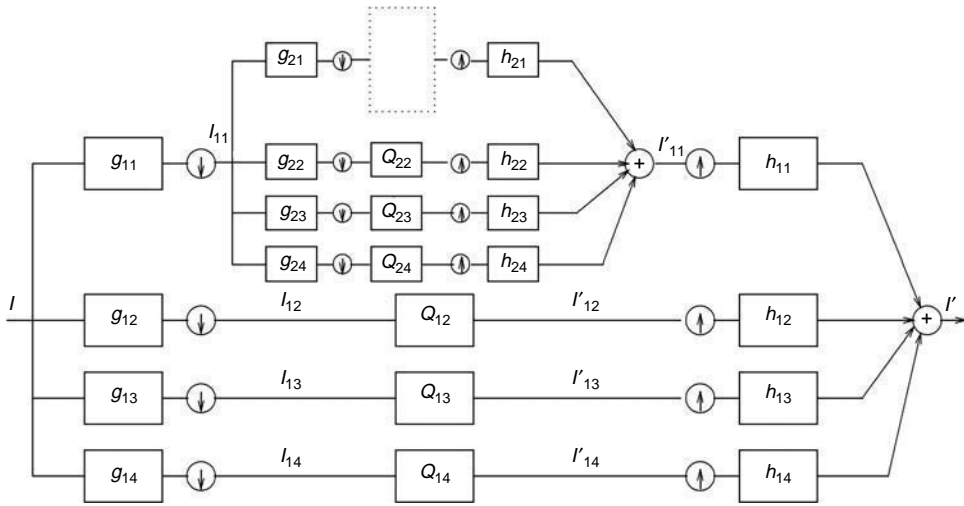 g21 h21
I11 I'11
g11 g22 Q22 h22 + h11
g23 Q23 h23
g24 Q24 h24
I I12 I'12 I'
g12 Q12 h12 +
I13 I'13
g13 Q13 h13
I14 I'14
g14 Q14 h14